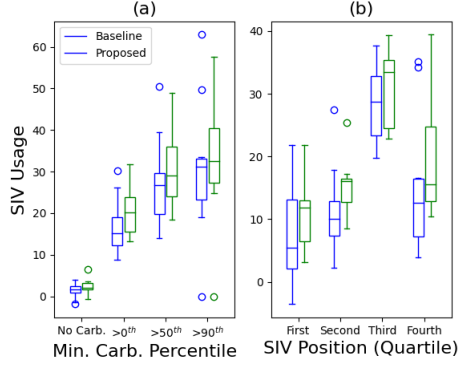 (a) (b)
Baseline
Proposed
SIV Usage
60
50
40
30
20
10
0
No Carb. >0th >50th >90th
Min. Carb. Percentile
40
30
20
10
0
First Second Third Fourth
SIV Position (Quartile)